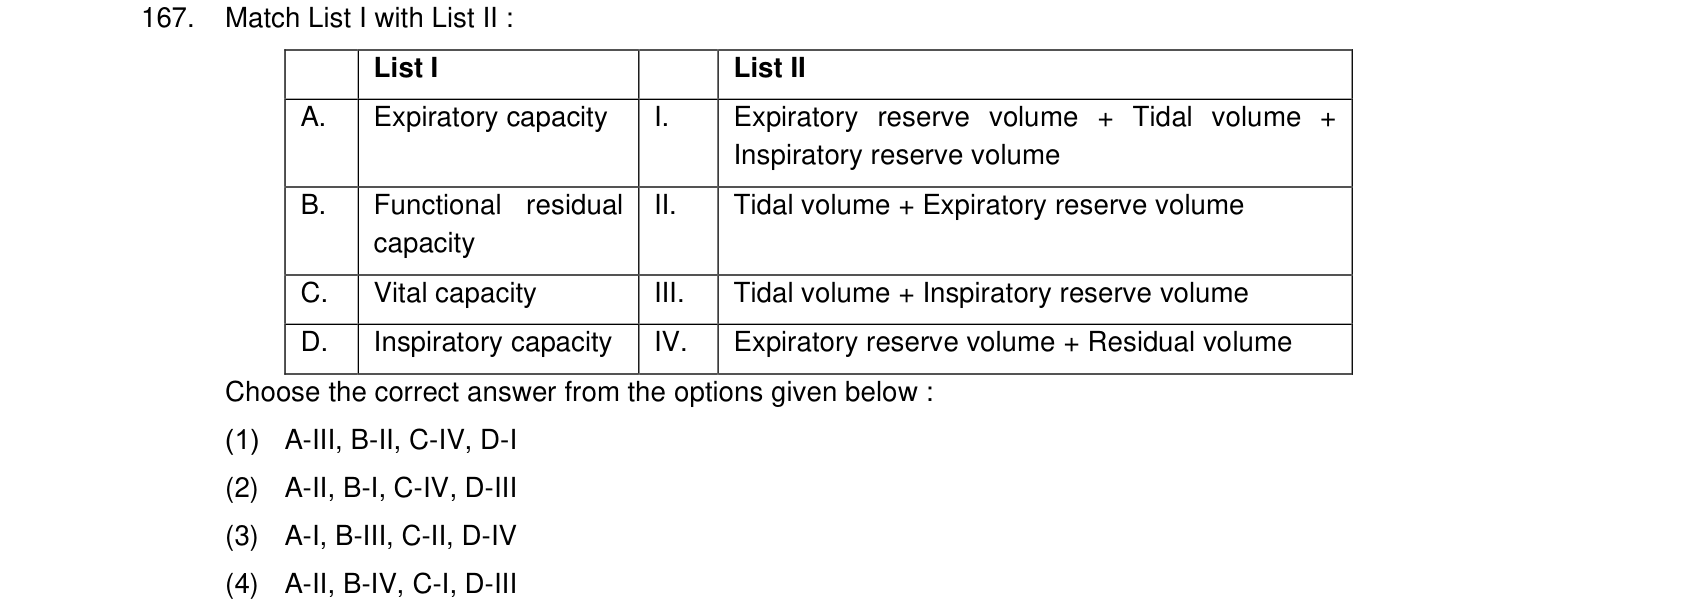 167. Match List I with List II :
List I List II
A. Expiratory capacity I. Expiratory reserve volume + Tidal volume +
Inspiratory reserve volume
B. Functional residual II. Tidal volume + Expiratory reserve volume
capacity
C. Vital capacity III. Tidal volume + Inspiratory reserve volume
D. Inspiratory capacity IV. Expiratory reserve volume + Residual volume
Choose the correct answer from the options given below :
(1) A-III, B-II, C-IV, D-I
(2) A-II, B-I, C-IV, D-III
(3) A-I, B-III, C-II, D-IV
(4) A-II, B-IV, C-I, D-III